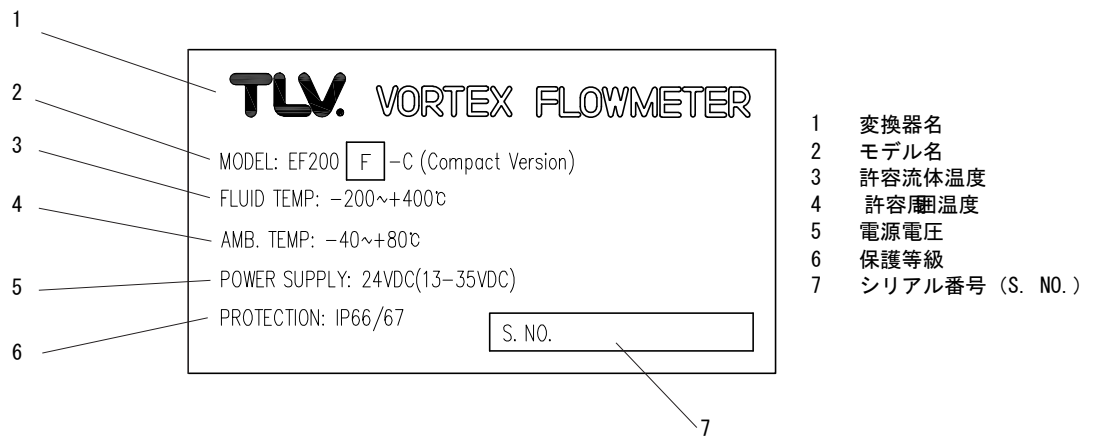 1
TLV. VORTEX FLOWMETER
2
MODEL: EF200 F -C (Compact Version)
3
FLUID TEMP: -200~+400℃
4
AMB. TEMP: -40~+80℃
5
POWER SUPPLY: 24VDC(13-35VDC)
6
PROTECTION: IP66/67
S. NO.
7
1 変換器名
2 モデル名
3 許容流体温度
4 許容周囲温度
5 電源電圧
6 保護等級
7 シリアル番号 (S. NO.)